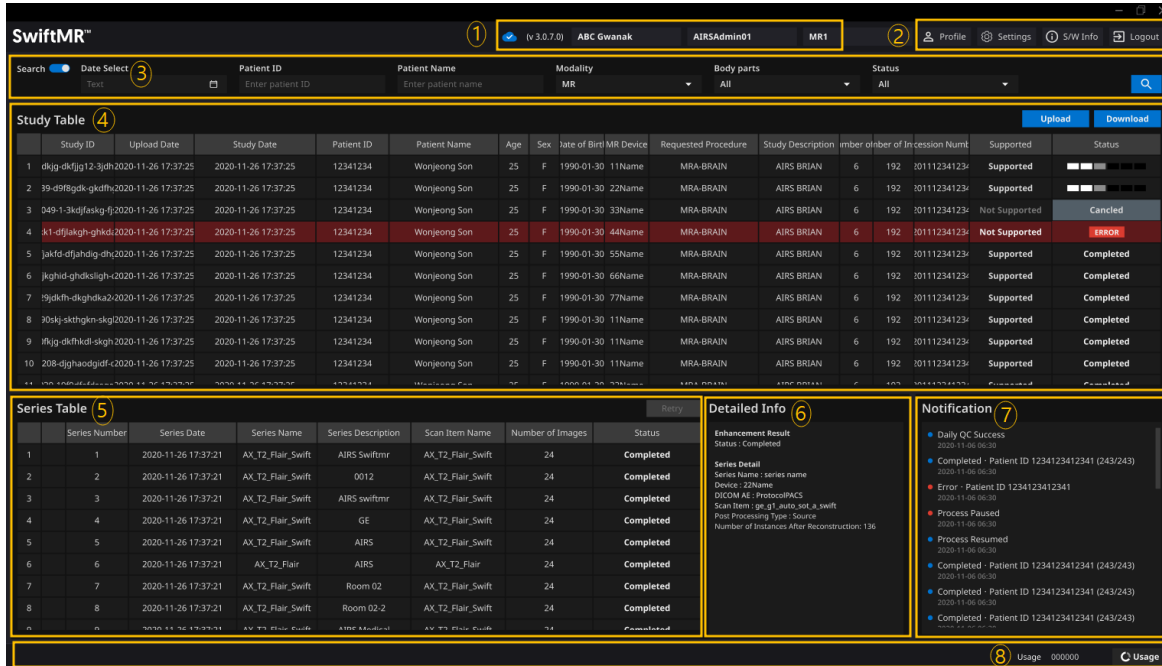 SwiftMR™
1 (v 3.0.7.0) ABC Gwanak AIRSAdmin01 MR1
2 Profile Settings S/W Info Logout
Search Date Select 3 Patient ID Patient Name Modality Body parts Status
Text Enter patient ID Enter patient name MR All All
Study Table 4 Upload Download
Study ID Upload Date Study Date Patient ID Patient Name Age Sex MR Device Requested Procedure Study Description Supported Status
1 dkjg-dkfjjg12-3jdh 2020-11-26 17:37:25 2020-11-26 17:37:25 12341234 Wonjeong Son 25 F 1990-01-30 11Name MRA-BRAIN AIRS BRIAN 6 192 Supported
2 2020-11-26 17:37:25 2020-11-26 17:37:25 12341234 Wonjeong Son 25 F 1990-01-30 22Name MRA-BRAIN AIRS BRIAN 6 192 Supported
3 2020-11-26 17:37:25 2020-11-26 17:37:25 12341234 Wonjeong Son 25 F 1990-01-30 33Name MRA-BRAIN AIRS BRIAN 6 192 Not Supported Cancled
4 2020-11-26 17:37:25 2020-11-26 17:37:25 12341234 Wonjeong Son 25 F 1990-01-30 44Name MRA-BRAIN AIRS BRIAN 6 192 Not Supported ERROR
5 2020-11-26 17:37:25 2020-11-26 17:37:25 12341234 Wonjeong Son 25 F 1990-01-30 55Name MRA-BRAIN AIRS BRIAN 6 192 Supported Completed
6 2020-11-26 17:37:25 2020-11-26 17:37:25 12341234 Wonjeong Son 25 F 1990-01-30 66Name MRA-BRAIN AIRS BRIAN 6 192 Supported Completed
7 2020-11-26 17:37:25 2020-11-26 17:37:25 12341234 Wonjeong Son 25 F 1990-01-30 77Name MRA-BRAIN AIRS BRIAN 6 192 Supported Completed
8 2020-11-26 17:37:25 2020-11-26 17:37:25 12341234 Wonjeong Son 25 F 1990-01-30 11Name MRA-BRAIN AIRS BRIAN 6 192 Supported Completed
9 2020-11-26 17:37:25 2020-11-26 17:37:25 12341234 Wonjeong Son 25 F 1990-01-30 11Name MRA-BRAIN AIRS BRIAN 6 192 Supported Completed
10 2020-11-26 17:37:25 2020-11-26 17:37:25 12341234 Wonjeong Son 25 F 1990-01-30 11Name MRA-BRAIN AIRS BRIAN 6 192 Supported Completed
Series Table 5 Retry
Series Number Series Date Series Name Series Description Scan Item Name Number of Images Status
1 1 2020-11-26 17:37:21 AX_T2_Flair_Swift AIRS Swiftmr AX_T2_Flair_Swift 24 Completed
2 2 2020-11-26 17:37:21 AX_T2_Flair_Swift 0012 AX_T2_Flair_Swift 24 Completed
3 3 2020-11-26 17:37:21 AX_T2_Flair_Swift AIRS swiftmr AX_T2_Flair_Swift 24 Completed
4 4 2020-11-26 17:37:21 AX_T2_Flair_Swift GE AX_T2_Flair_Swift 24 Completed
5 5 2020-11-26 17:37:21 AX_T2_Flair_Swift AIRS AX_T2_Flair_Swift 24 Completed
6 6 2020-11-26 17:37:21 AX_T2_Flair AIRS AX_T2_Flair 24 Completed
7 7 2020-11-26 17:37:21 AX_T2_Flair_Swift Room 02 AX_T2_Flair_Swift 24 Completed
8 8 2020-11-26 17:37:21 AX_T2_Flair_Swift Room 02-2 AX_T2_Flair_Swift 24 Completed
Detailed Info 6
Enhancement Result
Status : Completed
Series Detail
Series Name : series name
Device : 22Name
DICOM AE : ProtocolPACS
Scan Item : ge_g1_auto_sot_a_swift
Post Processing Type : Source
Number of Instances After Reconstruction: 136
Notification 7
Daily QC Success
2020-11-06 06:30
Completed · Patient ID 1234123412341 (243/243)
2020-11-06 06:30
Error · Patient ID 1234123412341
2020-11-06 06:30
Process Paused
2020-11-06 06:30
Process Resumed
2020-11-06 06:30
Completed · Patient ID 1234123412341 (243/243)
2020-11-06 06:30
Completed · Patient ID 1234123412341 (243/243)
2020-11-06 06:30
Completed · Patient ID 1234123412341 (243/243)
8 Usage 000000 Usage